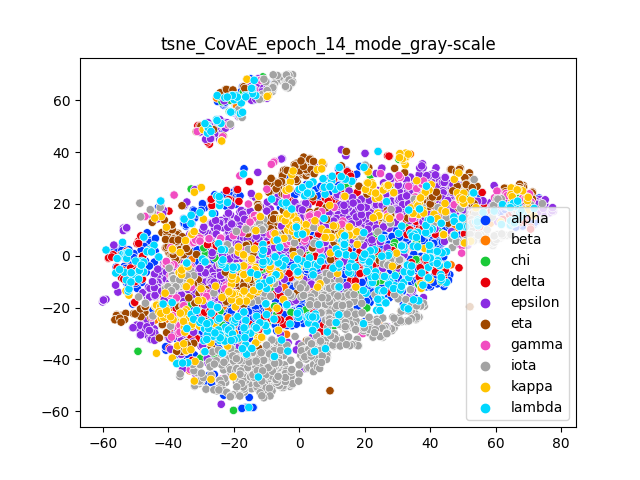 tsne_CovAE_epoch_14_mode_gray-scale
60
40
20
0
−20
−40
−60
−60 −40 −20 0 20 40 60 80
alpha
beta
chi
delta
epsilon
eta
gamma
iota
kappa
lambda